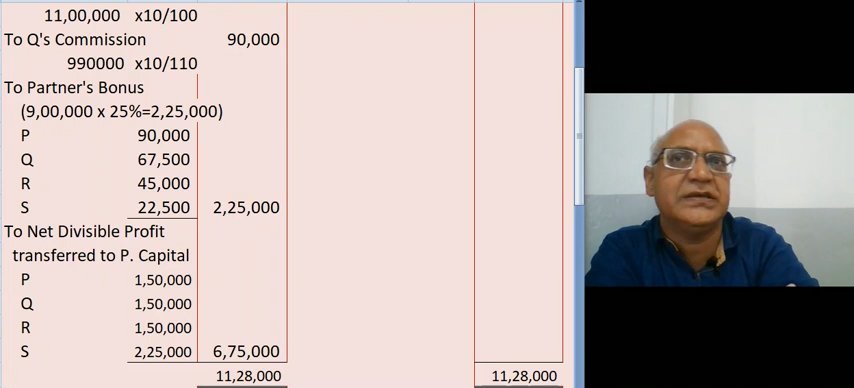 11,00,000 x10/100
To Q's Commission 90,000
990000 x10/110
To Partner's Bonus
(9,00,000 x 25%=2,25,000)
P 90,000
Q 67,500
R 45,000
S 22,500 2,25,000
To Net Divisible Profit
transferred to P. Capital
P 1,50,000
Q 1,50,000
R 1,50,000
S 2,25,000 6,75,000
11,28,000 11,28,000